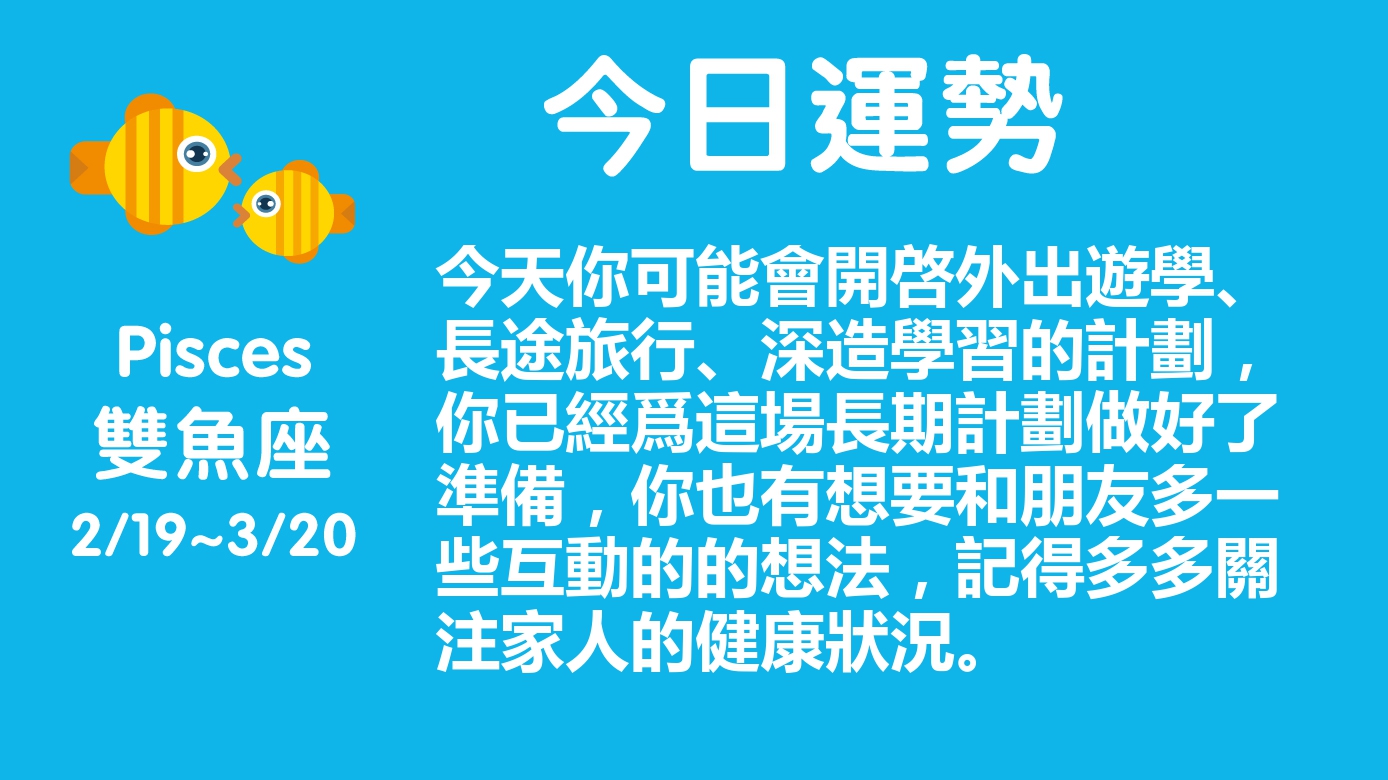 今日運勢
Pisces
雙魚座
2/19~3/20
今天你可能會開啓外出遊學、
長途旅行、深造學習的計劃，
你已經爲這場長期計劃做好了
準備，你也有想要和朋友多一
些互動的的想法，記得多多關
注家人的健康狀況。